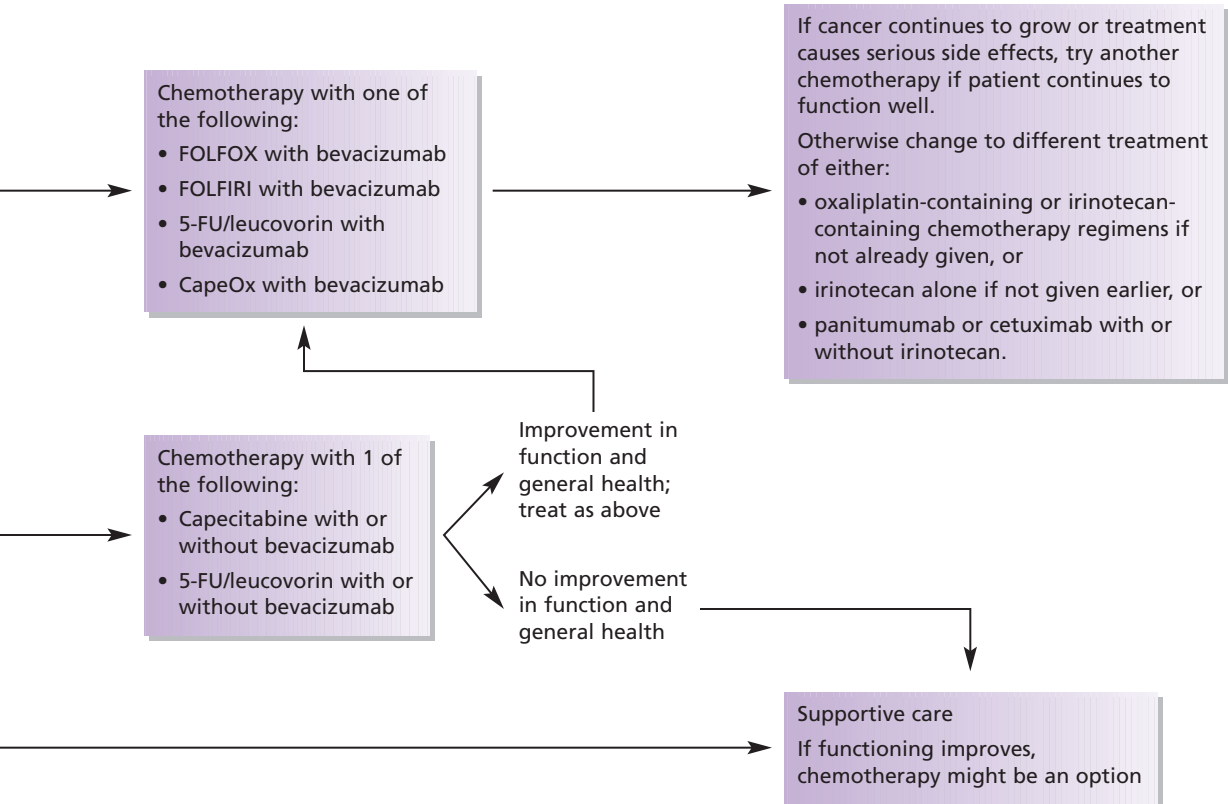 Chemotherapy with one of
the following:
• FOLFOX with bevacizumab
• FOLFIRI with bevacizumab
• 5-FU/leucovorin with
bevacizumab
• CapeOx with bevacizumab
If cancer continues to grow or treatment
causes serious side effects, try another
chemotherapy if patient continues to
function well.
Otherwise change to different treatment
of either:
• oxaliplatin-containing or irinotecan-
containing chemotherapy regimens if
not already given, or
• irinotecan alone if not given earlier, or
• panitumumab or cetuximab with or
without irinotecan.
Chemotherapy with 1 of
the following:
• Capecitabine with or
without bevacizumab
• 5-FU/leucovorin with or
without bevacizumab
Improvement in
function and
general health;
treat as above
No improvement
in function and
general health
Supportive care
If functioning improves,
chemotherapy might be an option